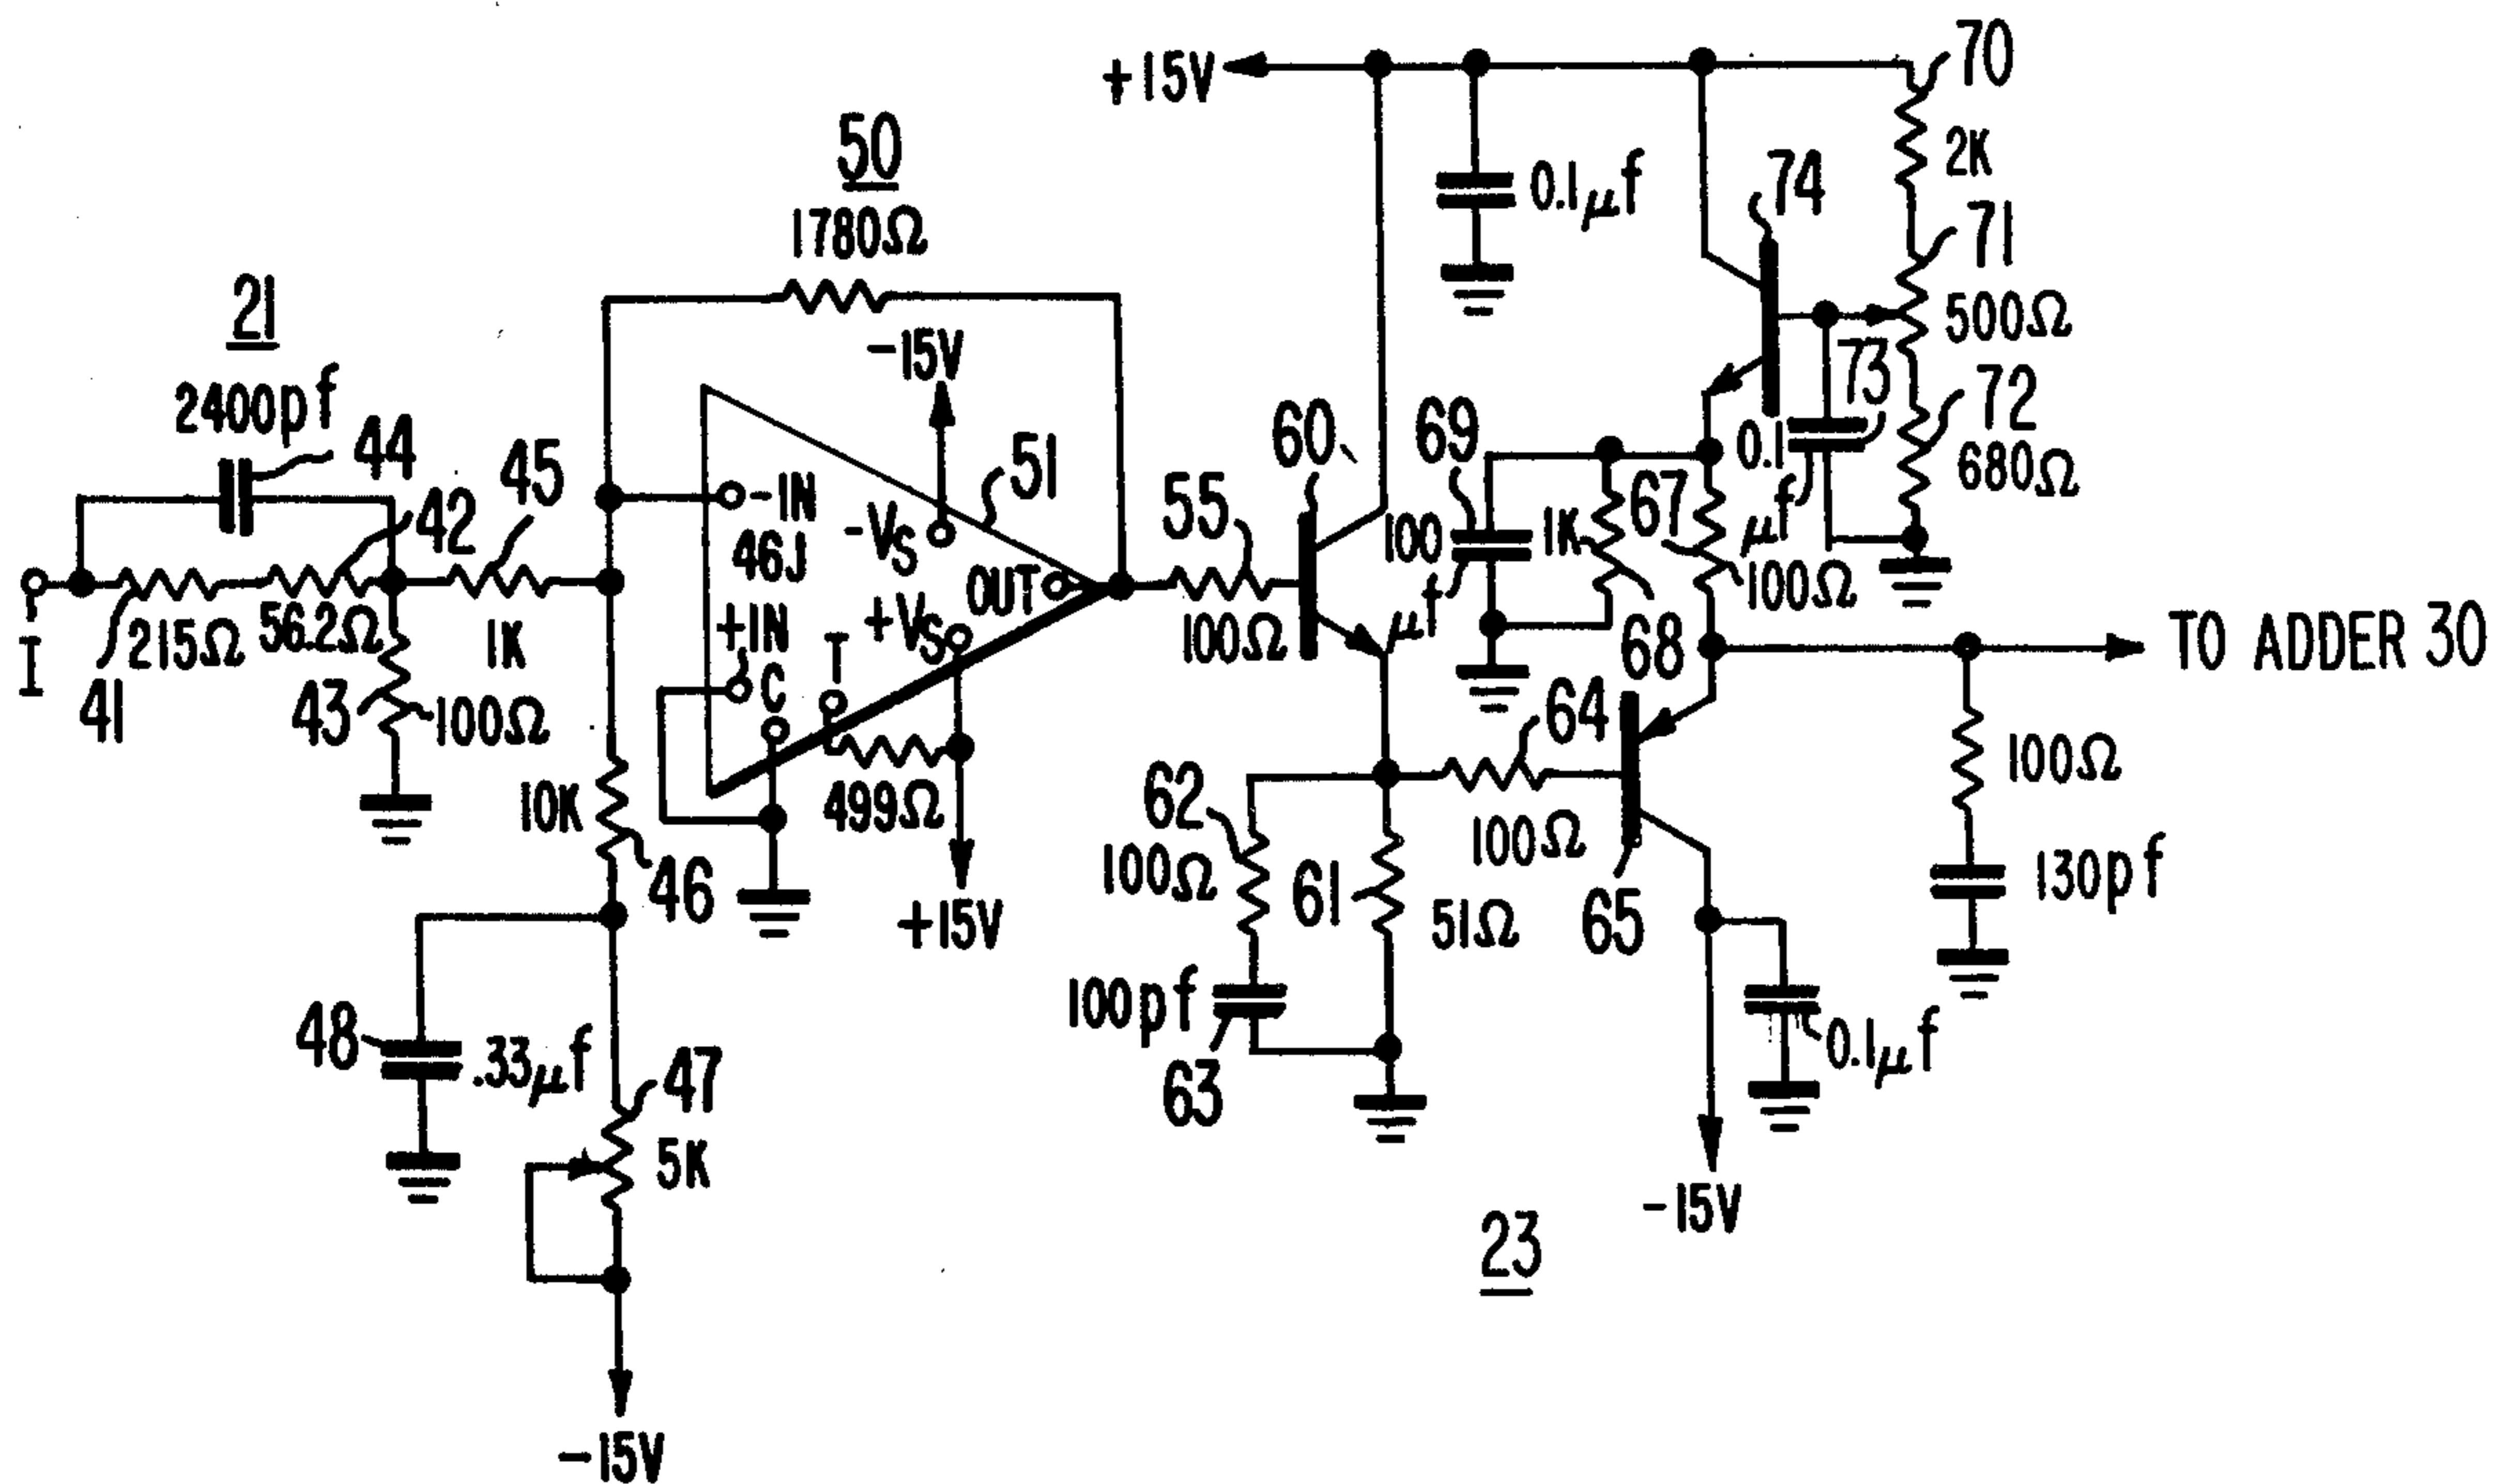 +15V
70
2K
50
1780Ω
0.1μf
74
71
500Ω
21
2400pf
44
45
42
-15V
51
-IN
46J
-VS
OUT
+IN
C
T
+VS
60
69
55
100Ω
100
μf
1K
67
100Ω
68
73
0.1
μf
72
680Ω
TO ADDER 30
I
41
215Ω
56.2Ω
1K
43
100Ω
10K
46
499Ω
+15V
62
100Ω
61
51Ω
64
100Ω
65
100Ω
130pf
100pf
63
0.1μf
48
.33μf
47
5K
-15V
23
-15V